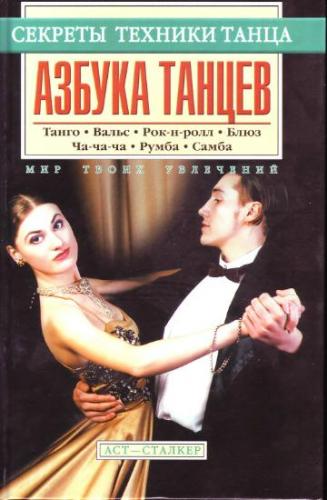 СЕКРЕТЫ ТЕХНИКИ ТАНЦА
АЗБУКА ТАНЦЕВ
Танго • Вальс • Рок-н-ролл • Блюз
Ча-ча-ча • Румба • Самба
МИР ТВОИХ УВЛЕЧЕНИЙ
АСТ—СТАЛКЕР